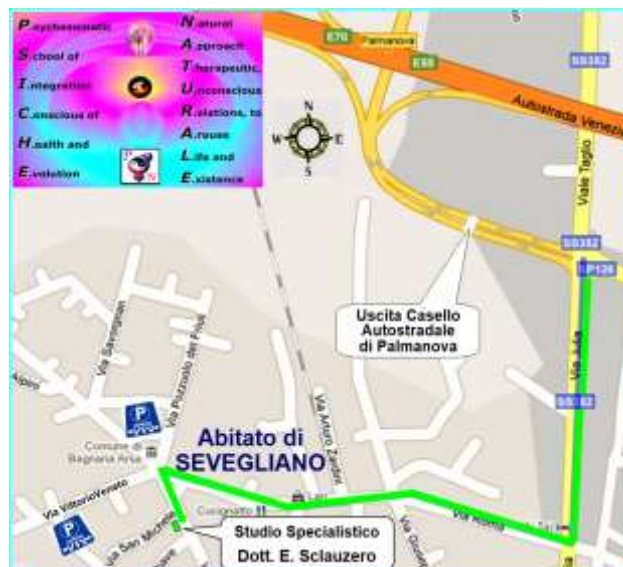 P.sychosomatic
S.chool of
I.ntegration
C.onscious of
H.ealth and
E.volution
N.atural
A.pproach
T.herapeutic,
U.nconscious
R.elations, to
A.rouse
L.ife and
E.xistence
P
N
N
W
E
S
E70
Palmanova
E55
Autostrada Venezia
SS352
Viale Taglio
SS352
SP126
Uscita Casello
Autostradale
di Palmanova
Via Julia
SS352
Via Savorgnan
Via Pozzuolo del Friuli
Via Arturo Zardini
P
Comune di
Bagnaria Arsa
Abitato di
SEVEGLIANO
Via Vittorio Veneto
P
Via San Michele
Via Roma
Studio Specialistico
Dott. E. Sclauzero